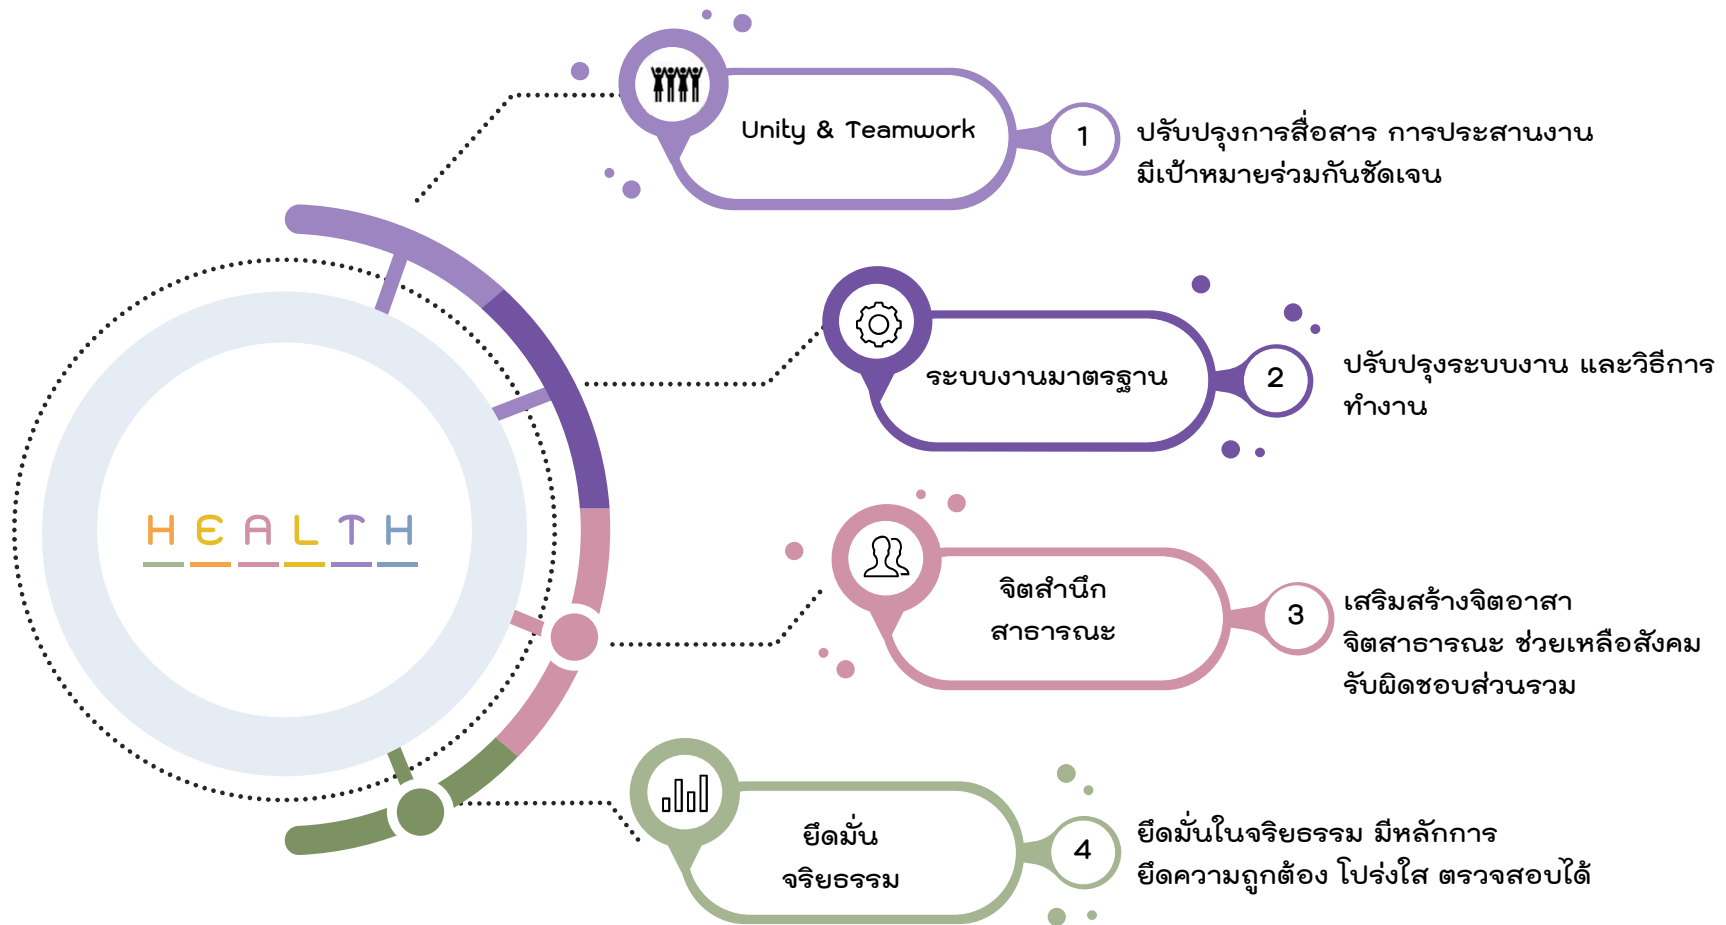 HEALTH
Unity & Teamwork
1
ปรับปรุงการสื่อสาร การประสานงาน
มีเป้าหมายร่วมกันชัดเจน
ระบบงานมาตรฐาน
2
ปรับปรุงระบบงาน และวิธีการ
ทำงาน
จิตสำนึก
สาธารณะ
3
เสริมสร้างจิตอาสา
จิตสาธารณะ ช่วยเหลือสังคม
รับผิดชอบส่วนรวม
ยึดมั่น
จริยธรรม
4
ยึดมั่นในจริยธรรม มีหลักการ
ยึดความถูกต้อง โปร่งใส ตรวจสอบได้